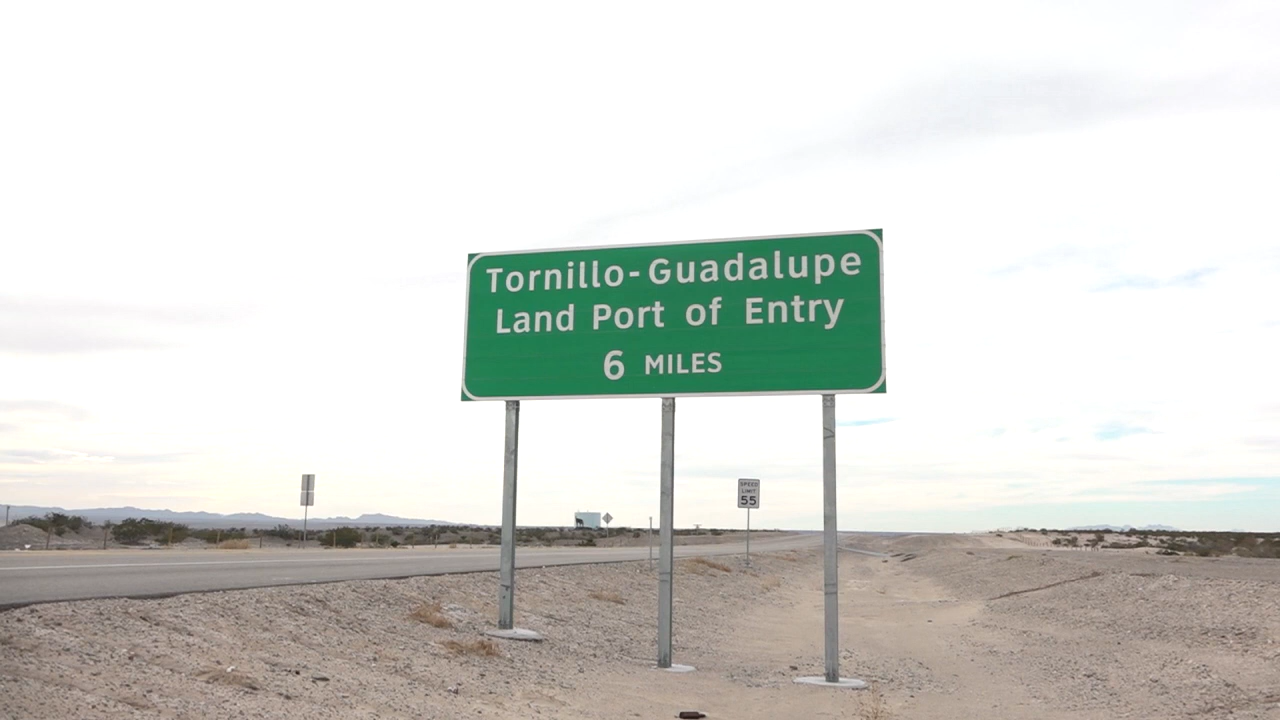 Tornillo-Guadalupe
Land Port of Entry
6 MILES
SPEED
LIMIT
55